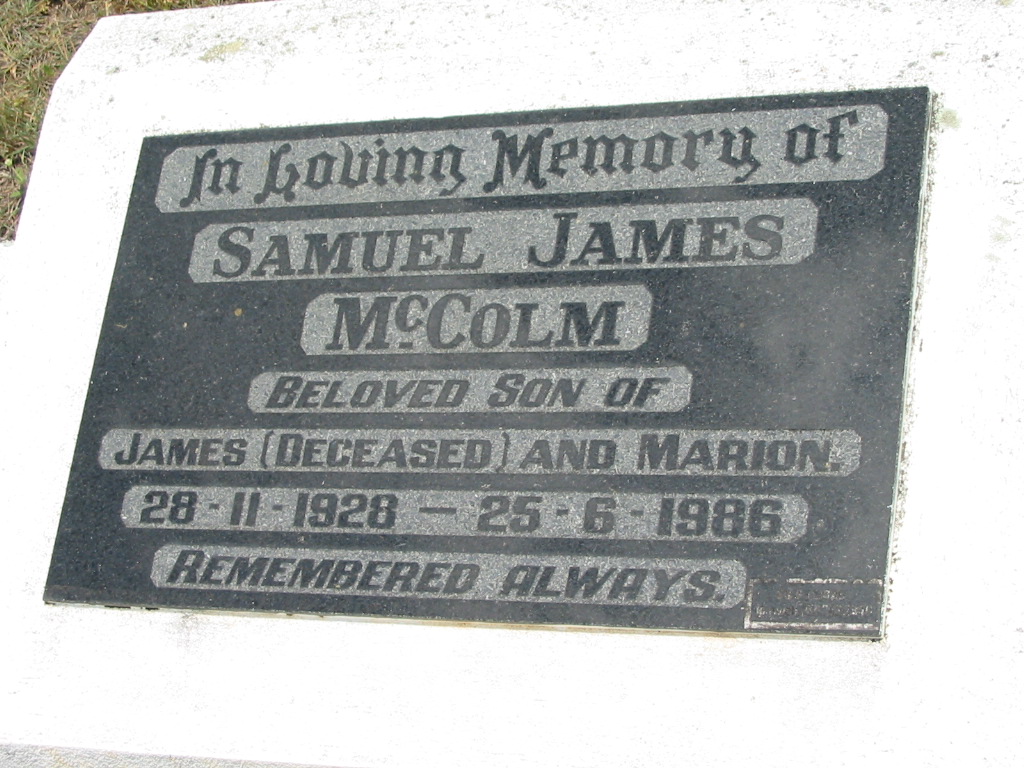 In Loving Memory of
SAMUEL JAMES
McCOLM
BELOVED SON OF
JAMES (DECEASED) AND MARION.
28-11-1928 — 25-6-1986
REMEMBERED ALWAYS.